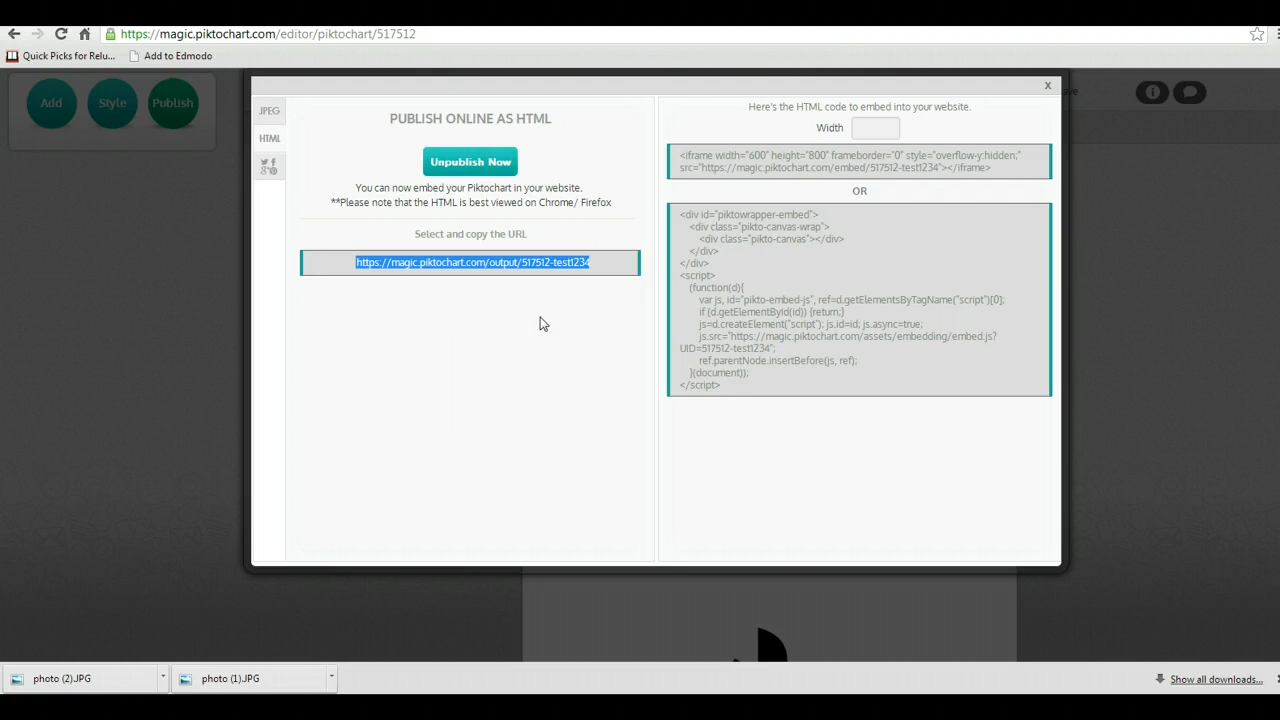 https://magic.piktochart.com/editor/piktochart/517512
Quick Picks for Relu...
Add to Edmodo
Add
Style
Publish
ave
x
JPEG
HTML
PUBLISH ONLINE AS HTML
Unpublish Now
You can now embed your Piktochart in your website.
**Please note that the HTML is best viewed on Chrome/ Firefox
Select and copy the URL
https://magic.piktochart.com/output/517512-test1234
Here's the HTML code to embed into your website.
Width
<iframe width="600" height="800" frameborder="0" style="overflow-y:hidden;"
src="https://magic.piktochart.com/embed/517512-test1234"></iframe>
OR
<div id="piktowrapper-embed">
<div class="pikto-canvas-wrap">
<div class="pikto-canvas"></div>
</div>
</div>
<script>
(function(d){
var js, id="pikto-embed-js", ref=d.getElementsByTagName("script")[0];
if (d.getElementById(id)) {return;}
js=d.createElement("script"); js.id=id; js.async=true;
js.src="https://magic.piktochart.com/assets/embedding/embed.js?
UID=517512-test1234";
ref.parentNode.insertBefore(js, ref);
}(document));
</script>
photo (2).JPG
photo (1).JPG
Show all downloads...